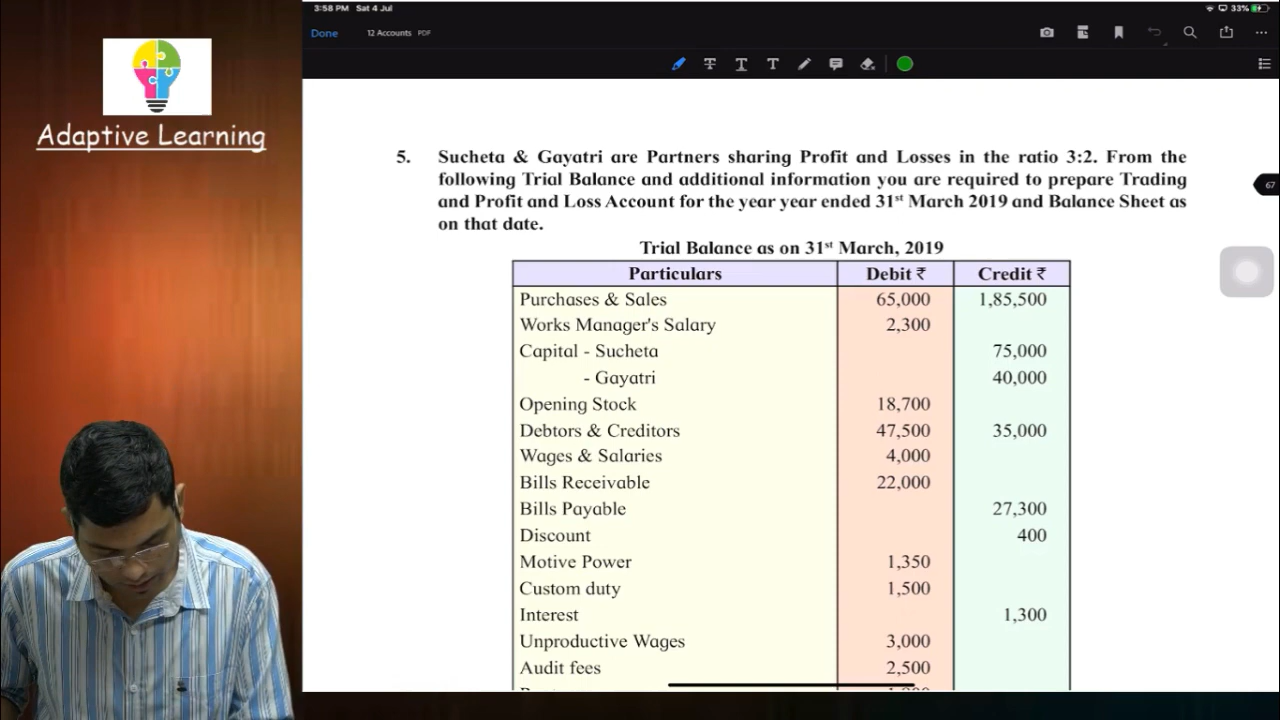 3:58 PM Sat 4 Jul
33%
Done
12 Accounts PDF
Adaptive Learning
67
5. Sucheta & Gayatri are Partners sharing Profit and Losses in the ratio 3:2. From the
following Trial Balance and additional information you are required to prepare Trading
and Profit and Loss Account for the year year ended 31st March 2019 and Balance Sheet as
on that date.
Trial Balance as on 31st March, 2019
Particulars Debit ₹ Credit ₹
Purchases & Sales 65,000 1,85,500
Works Manager's Salary 2,300
Capital - Sucheta 75,000
- Gayatri 40,000
Opening Stock 18,700
Debtors & Creditors 47,500 35,000
Wages & Salaries 4,000
Bills Receivable 22,000
Bills Payable 27,300
Discount 400
Motive Power 1,350
Custom duty 1,500
Interest 1,300
Unproductive Wages 3,000
Audit fees 2,500